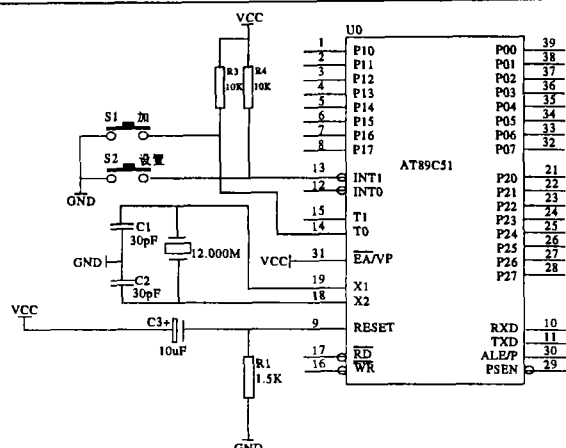 VCC
U0
R3
10K
R4
10K
S1 加
S2 设置
GND
C1
30pF
12.000M
GND
C2
30pF
VCC
C3+
10uF
R1
1.5K
GND
VCC
AT89C51
1 P10
2 P11
3 P12
4 P13
5 P14
6 P15
7 P16
8 P17
13 INT1
12 INT0
15 T1
14 T0
31 EA/VP
19 X1
18 X2
9 RESET
17 RD
16 WR
P00 39
P01 38
P02 37
P03 36
P04 35
P05 34
P06 33
P07 32
P20 21
P21 22
P22 23
P23 24
P24 25
P25 26
P26 27
P27 28
RXD 10
TXD 11
ALE/P 30
PSEN 29